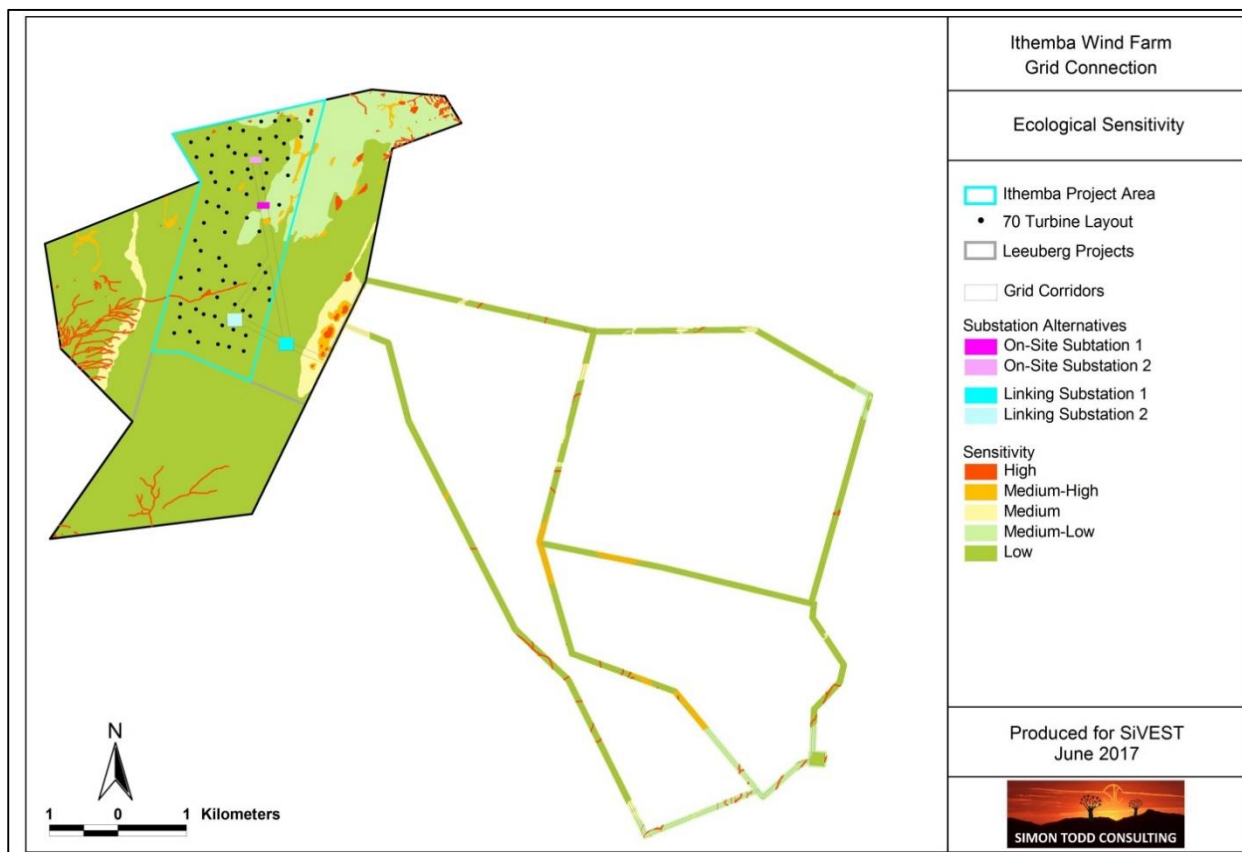 Ithemba Wind Farm
Grid Connection
Ecological Sensitivity
Ithemba Project Area
70 Turbine Layout
Leeuberg Projects
Grid Corridors
Substation Alternatives
On-Site Subtation 1
On-Site Substation 2
Linking Substation 1
Linking Substation 2
Sensitivity
High
Medium-High
Medium
Medium-Low
Low
N
1 0 1 Kilometers
Produced for SiVEST
June 2017
SIMON TODD CONSULTING